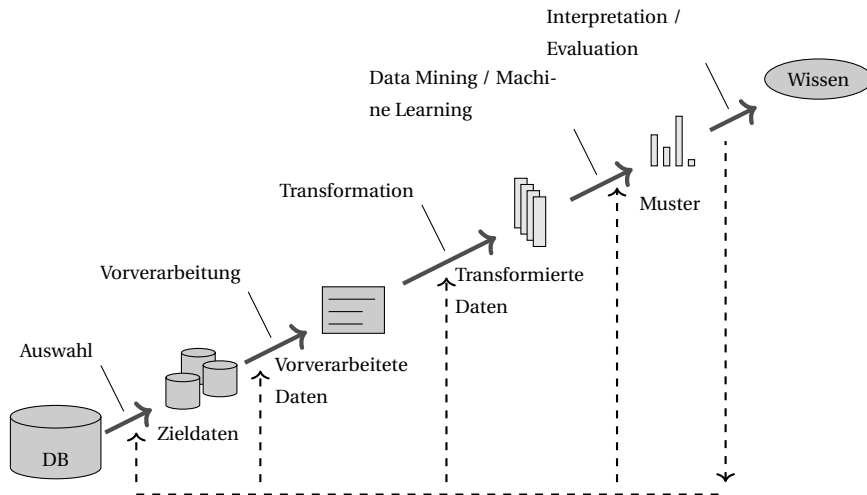 Interpretation /
Evaluation
Wissen
Data Mining / Machi-
ne Learning
Muster
Transformation
Transformierte
Daten
Vorverarbeitung
Vorverarbeitete
Daten
Auswahl
Zieldaten
DB